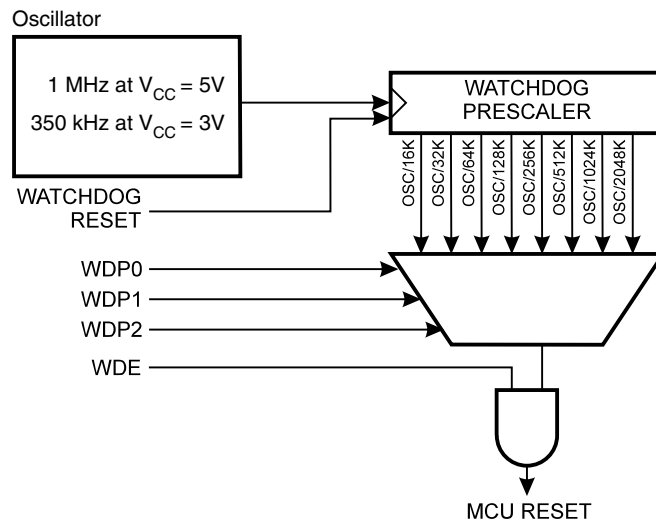 Oscillator
1 MHz at VCC = 5V
350 kHz at VCC = 3V
WATCHDOG
PRESCALER
WATCHDOG
RESET
OSC/16K
OSC/32K
OSC/64K
OSC/128K
OSC/256K
OSC/512K
OSC/1024K
OSC/2048K
WDP0
WDP1
WDP2
WDE
MCU RESET